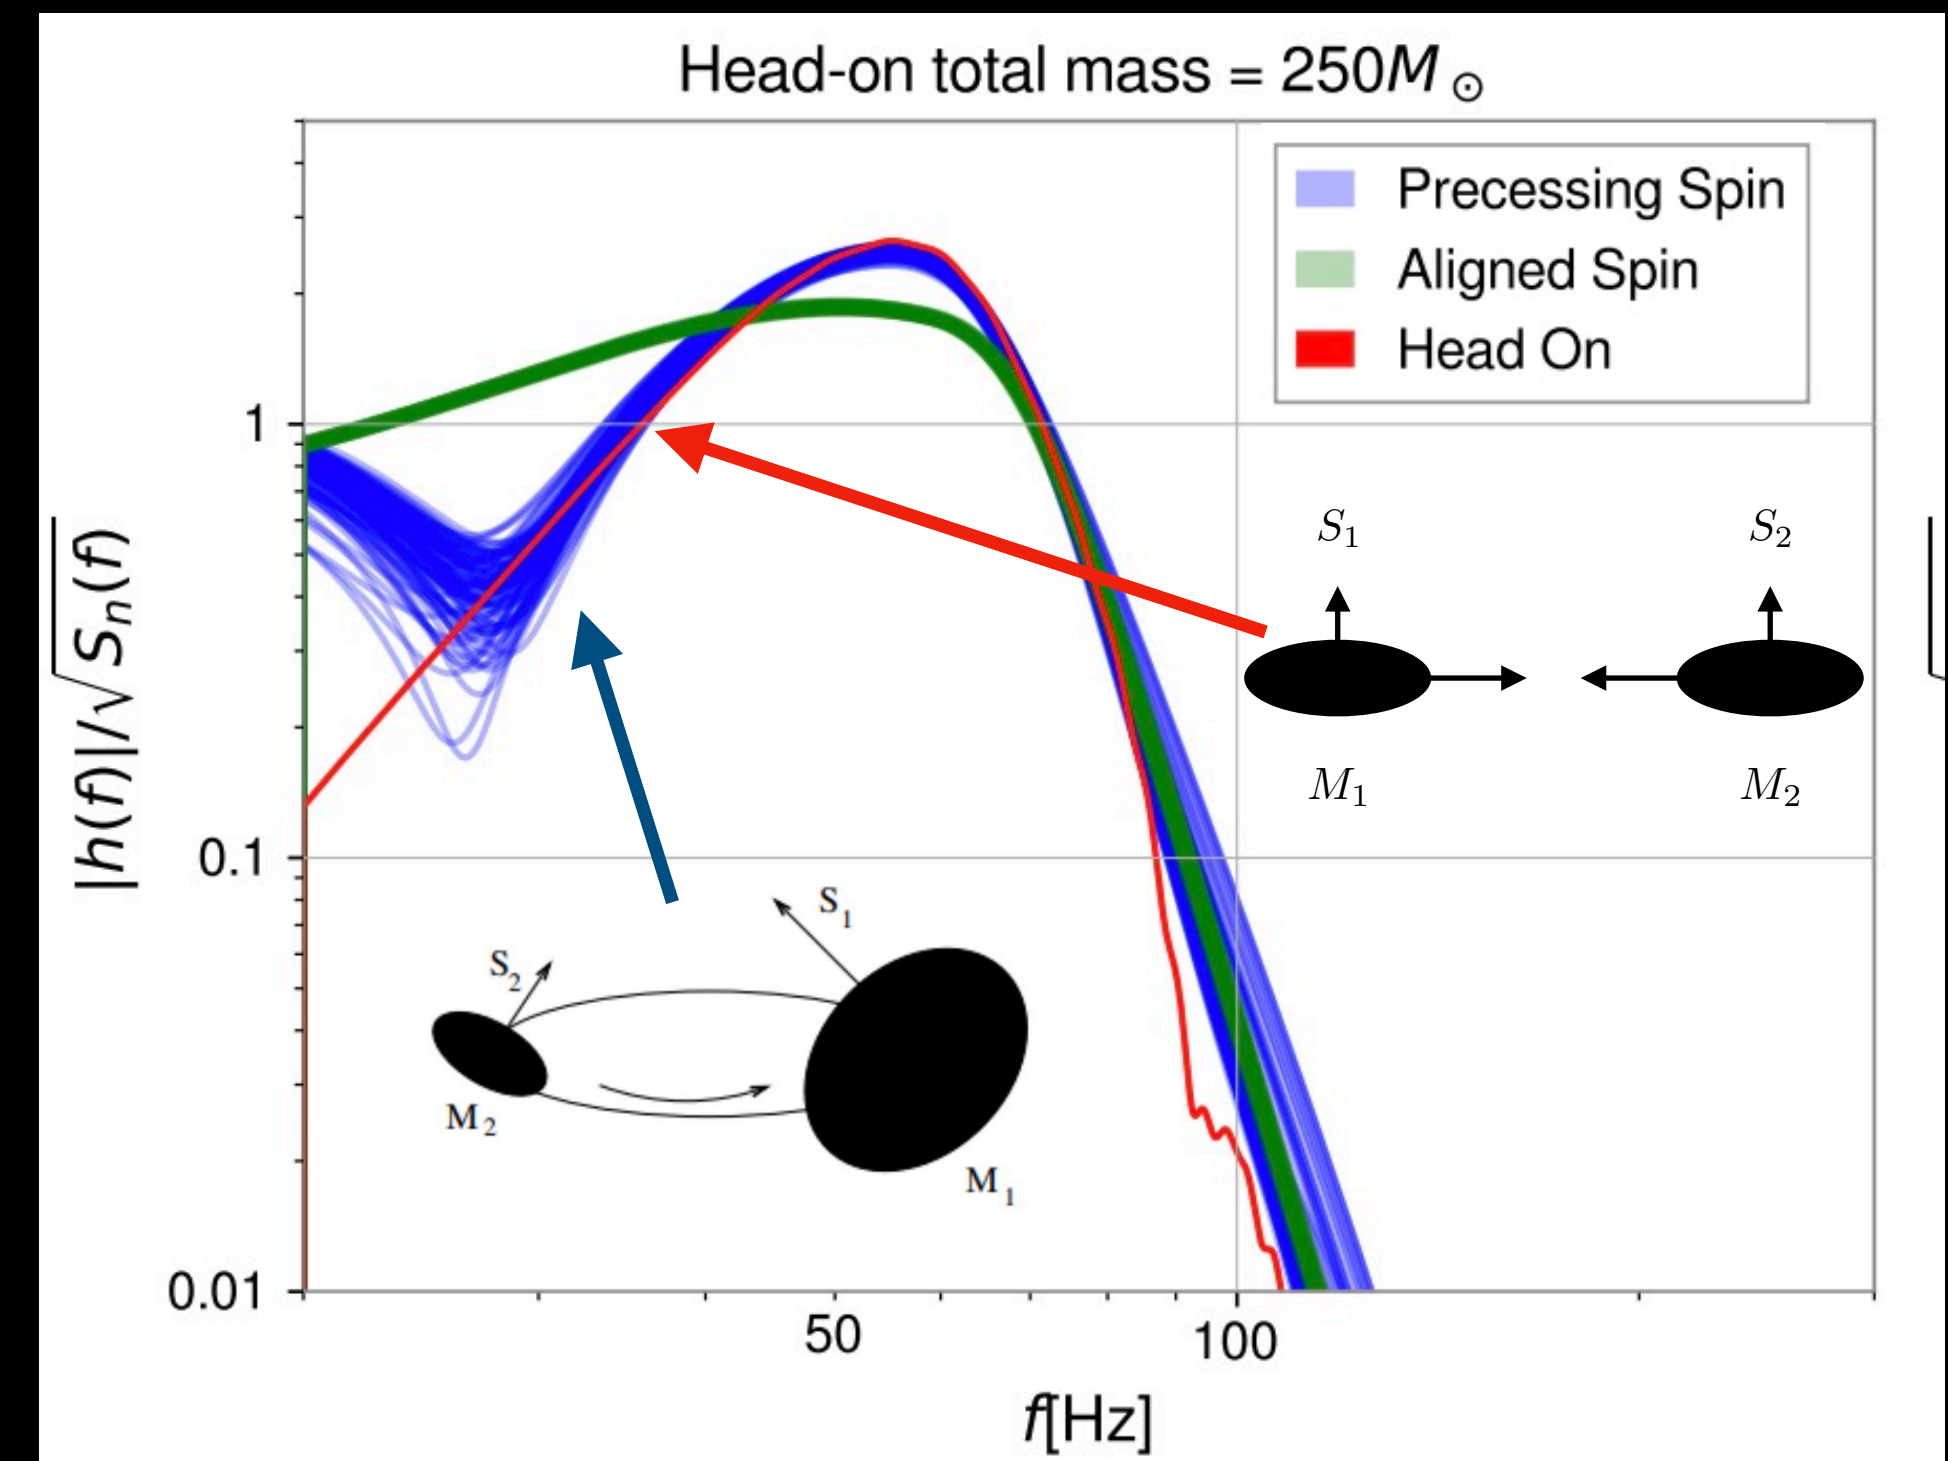 Head-on total mass = 250M⊙
Precessing Spin
Aligned Spin
Head On
|h(f)|/√Sₙ(f)
1
0.1
0.01
50
100
f[Hz]
S₁
S₂
M₁
M₂
S₁
S₂
M₂
M₁